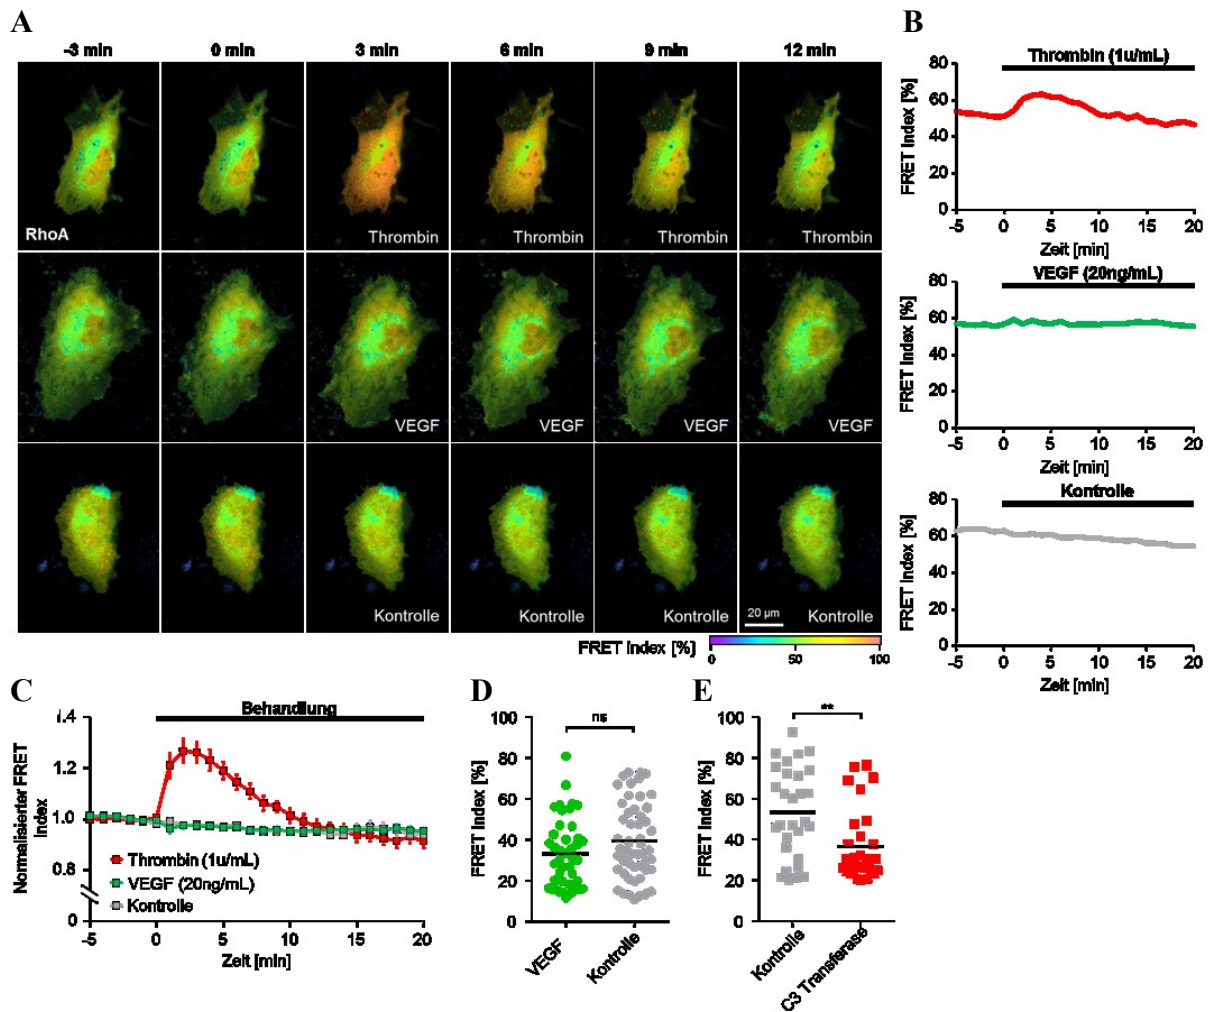 A
-3 min 0 min 3 min 6 min 9 min 12 min
RhoA Thrombin Thrombin Thrombin Thrombin
VEGF VEGF VEGF VEGF
20 µm
Kontrolle Kontrolle Kontrolle Kontrolle
FRET Index [%]
0 50 100
B
Thrombin (1u/mL)
FRET Index [%]
80
60
40
20
0
-5 0 5 10 15 20
Zeit [min]
VEGF (20ng/mL)
FRET Index [%]
80
60
40
20
0
-5 0 5 10 15 20
Zeit [min]
Kontrolle
FRET Index [%]
80
60
40
20
0
-5 0 5 10 15 20
Zeit [min]
C
Behandlung
Normalisierter FRET
Index
1.4
1.2
1.0
0.8
0
Thrombin (1u/mL)
VEGF (20ng/mL)
Kontrolle
-5 0 5 10 15 20
Zeit [min]
D
ns
FRET Index [%]
100
80
60
40
20
0
VEGF
Kontrolle
E
**
FRET Index [%]
100
80
60
40
20
0
Kontrolle
C3 Transferase